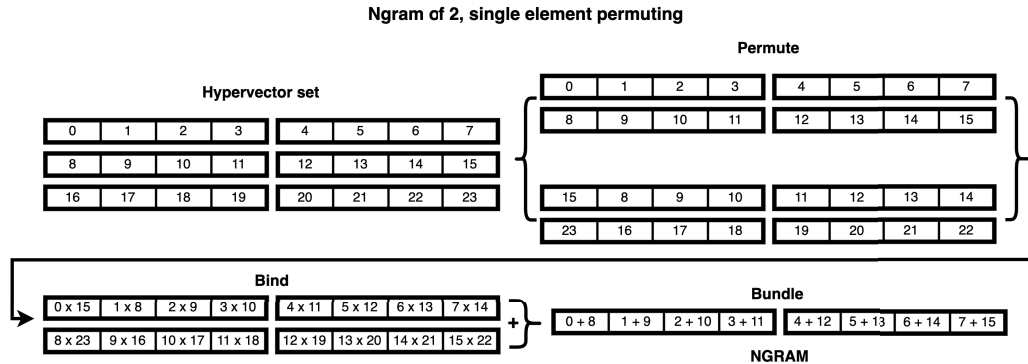 Ngram of 2, single element permuting
Permute
0 1 2 3 4 5 6 7
8 9 10 11 12 13 14 15
15 8 9 10 11 12 13 14
23 16 17 18 19 20 21 22
Hypervector set
0 1 2 3 4 5 6 7
8 9 10 11 12 13 14 15
16 17 18 19 20 21 22 23
Bind
0 x 15 1 x 8 2 x 9 3 x 10 4 x 11 5 x 12 6 x 13 7 x 14
8 x 23 9 x 16 10 x 17 11 x 18 12 x 19 13 x 20 14 x 21 15 x 22
+
Bundle
0 + 8 1 + 9 2 + 10 3 + 11 4 + 12 5 + 13 6 + 14 7 + 15
NGRAM